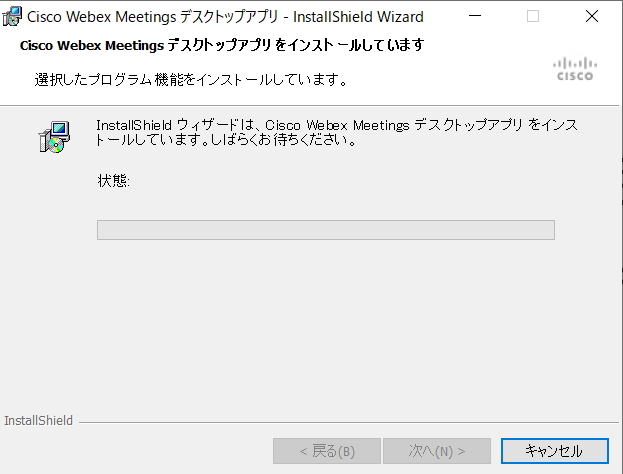 Cisco Webex Meetings デスクトップアプリ - InstallShield Wizard
Cisco Webex Meetings デスクトップアプリ をインストールしています
選択したプログラム機能をインストールしています。
CISCO
InstallShield ウィザードは、Cisco Webex Meetings デスクトップアプリ をインス
トールしています。しばらくお待ちください。
状態:
InstallShield
< 戻る(B)
次へ(N) >
キャンセル